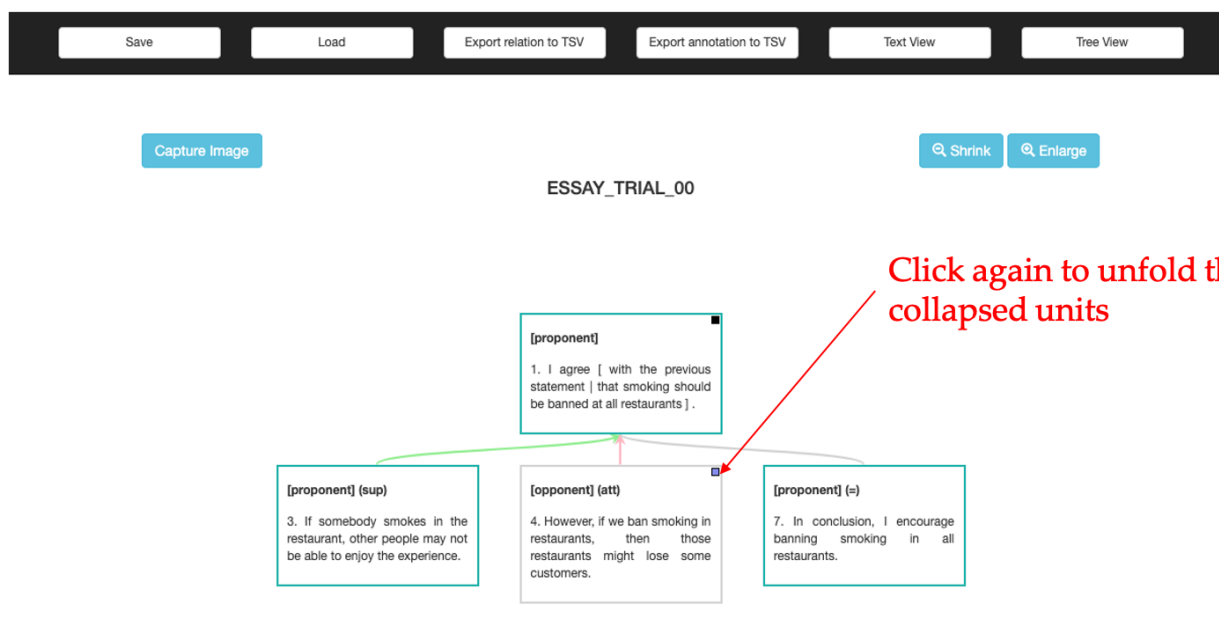 Save Load Export relation to TSV Export annotation to TSV Text View Tree View
Capture Image Shrink Enlarge
ESSAY_TRIAL_00
Click again to unfold th
collapsed units
[proponent]
1. I agree [ with the previous
statement | that smoking should
be banned at all restaurants ] .
[proponent] (sup)
3. If somebody smokes in the
restaurant, other people may not
be able to enjoy the experience.
[opponent] (att)
4. However, if we ban smoking in
restaurants, then those
restaurants might lose some
customers.
[proponent] (=)
7. In conclusion, I encourage
banning smoking in all
restaurants.